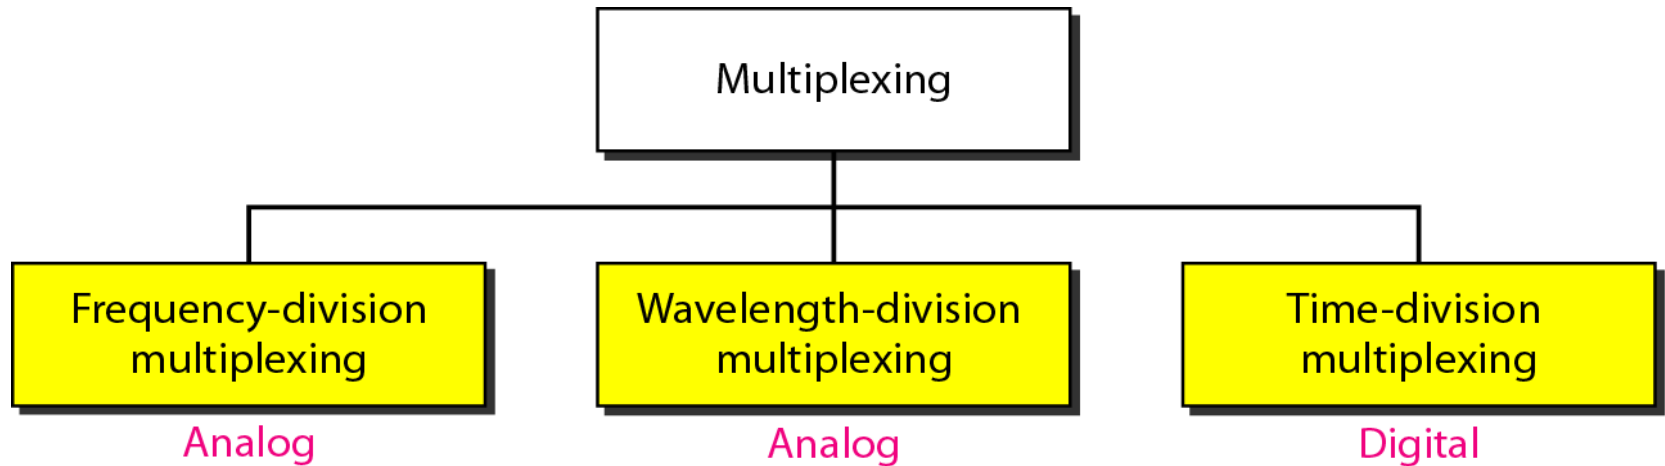 Multiplexing
Frequency-division
multiplexing
Wavelength-division
multiplexing
Time-division
multiplexing
Analog
Analog
Digital